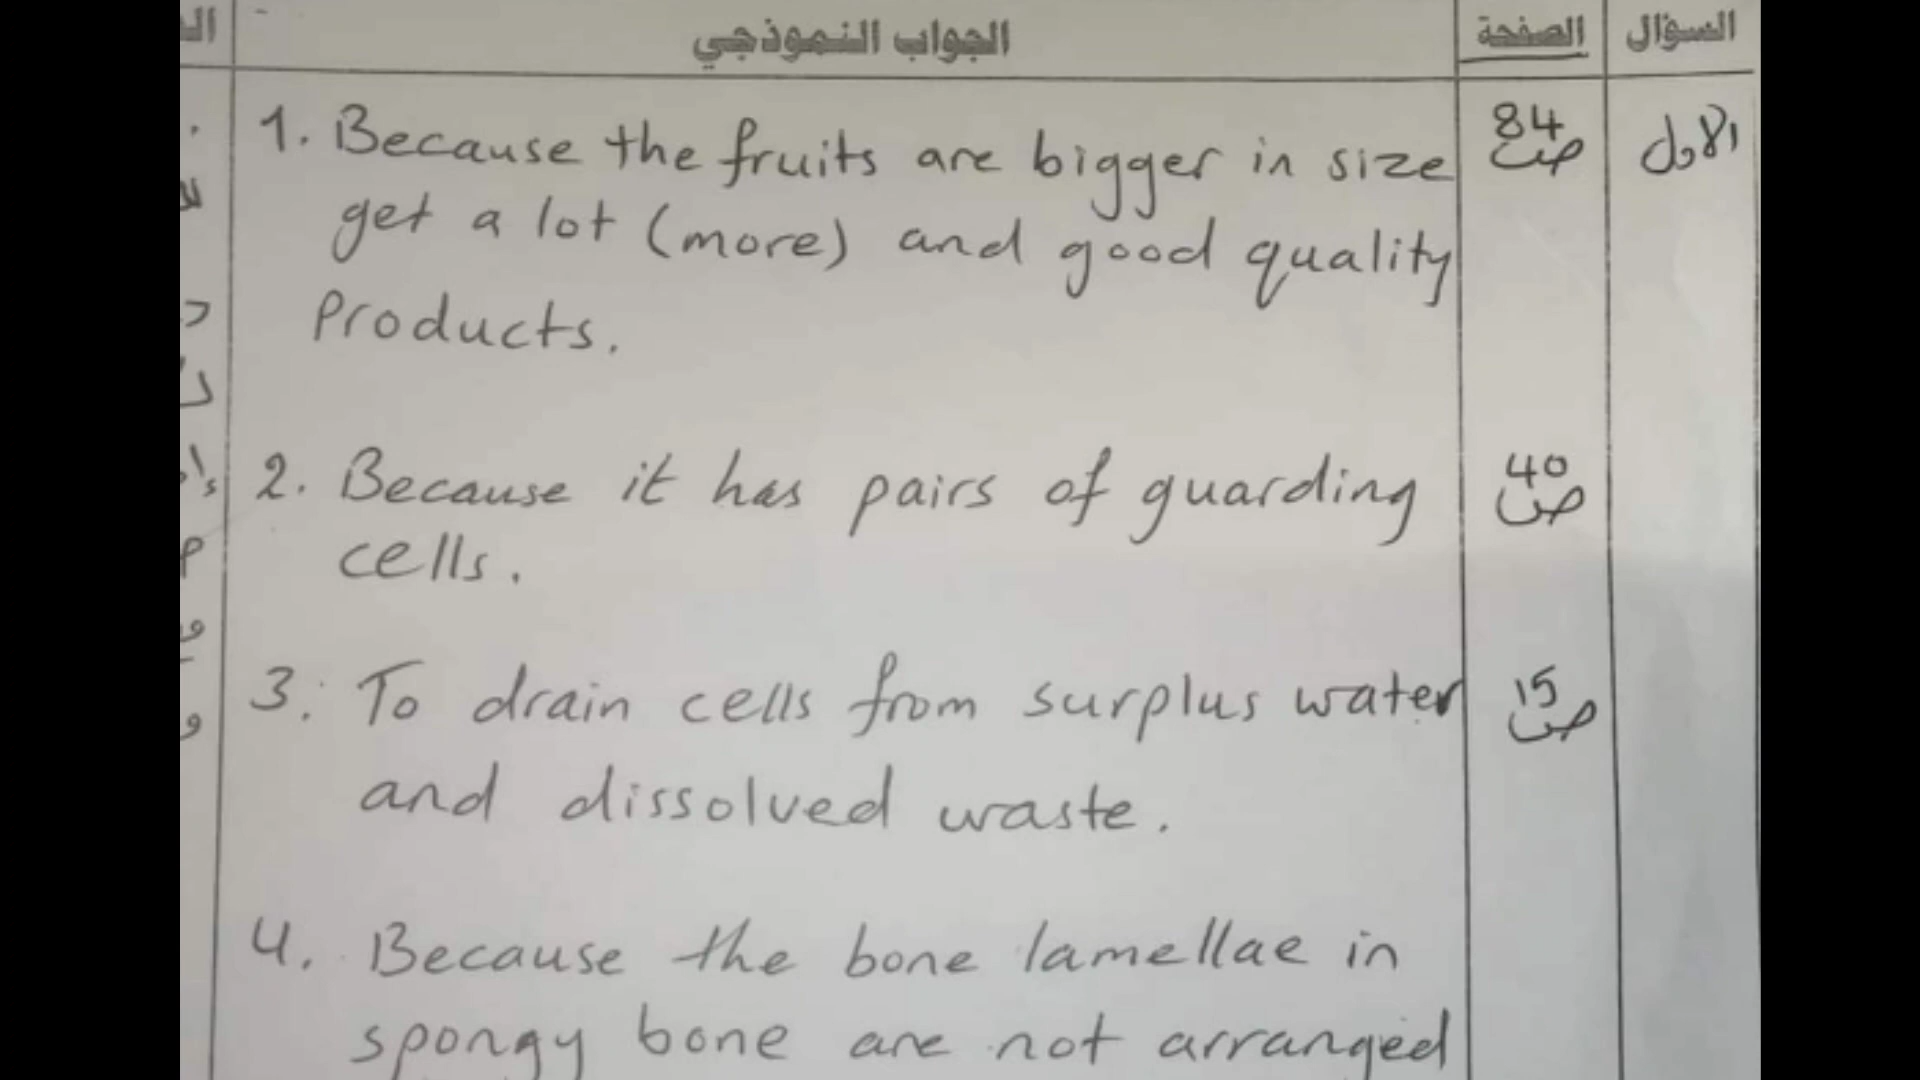 السؤال الصفحة الجواب النموذجي
الاول
84 ص
1. Because the fruits are bigger in size
get a lot (more) and good quality
products.
40 ص
2. Because it has pairs of guarding
cells.
15 ص
3. To drain cells from surplus water
and dissolved waste.
4. Because the bone lamellae in
spongy bone are not arranged